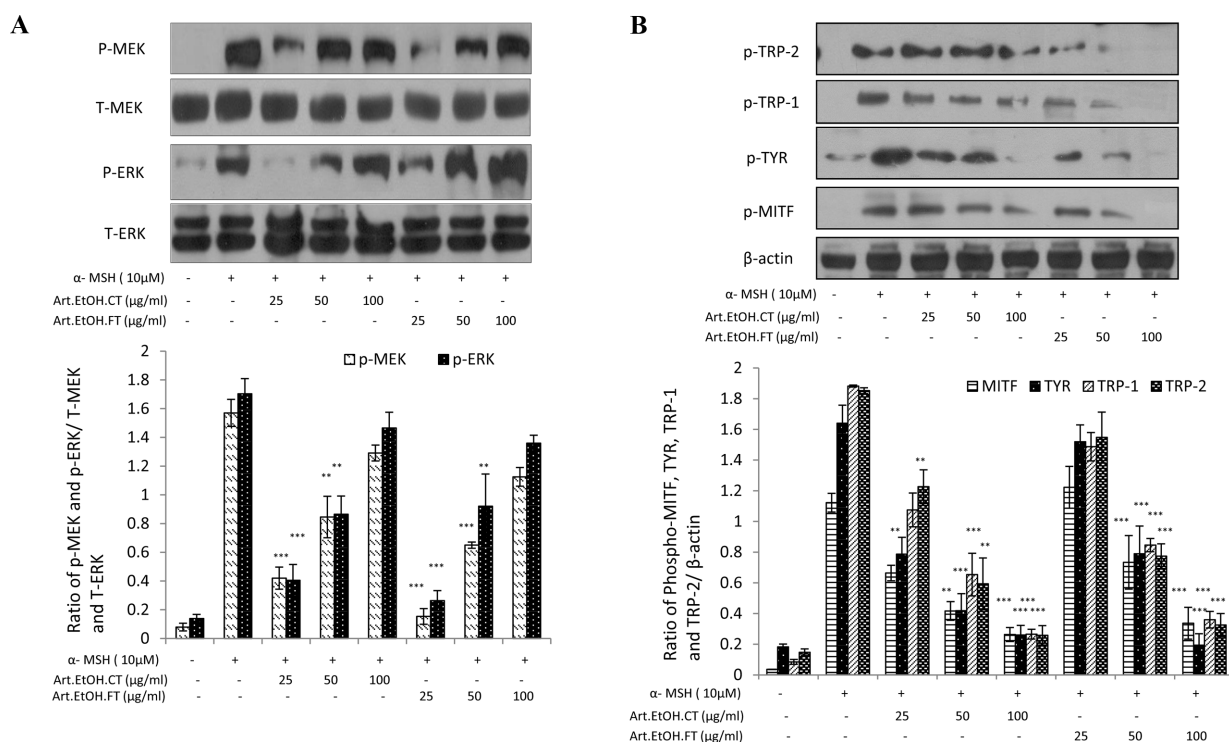 A
P-MEK
T-MEK
P-ERK
T-ERK
α- MSH ( 10µM) - + + + + + + +
Art.EtOH.CT (µg/ml) - - 25 50 100 - - -
Art.EtOH.FT (µg/ml) - - - - - 25 50 100
Ratio of p-MEK and p-ERK/ T-MEK
and T-ERK
2
1.8
1.6
1.4
1.2
1
0.8
0.6
0.4
0.2
0
p-MEK p-ERK
*** *** ** ** *** *** *** **
α- MSH ( 10µM) - + + + + + + +
Art.EtOH.CT (µg/ml) - - 25 50 100 - - -
Art.EtOH.FT (µg/ml) - - - - - 25 50 100
B
p-TRP-2
p-TRP-1
p-TYR
p-MITF
β-actin
α- MSH ( 10µM) - + + + + + + +
Art.EtOH.CT (µg/ml) - - 25 50 100 - - -
Art.EtOH.FT (µg/ml) - - - - - 25 50 100
Ratio of Phospho-MITF, TYR, TRP-1
and TRP-2/ β-actin
2
1.8
1.6
1.4
1.2
1
0.8
0.6
0.4
0.2
0
MITF TYR TRP-1 TRP-2
** ** ** *** *** ** *** *** *** *** *** *** *** *** *** *** *** ***
α- MSH ( 10µM) - + + + + + + +
Art.EtOH.CT (µg/ml) - - 25 50 100 - - -
Art.EtOH.FT (µg/ml) - - - - - 25 50 100